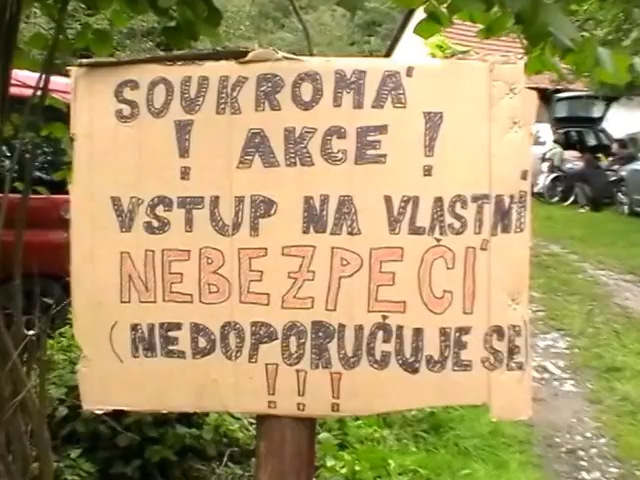 SOUKROMÁ
! AKCE !
VSTUP NA VLASTNÍ
NEBEZPEČÍ
(NEDOPORUČUJE SE)
!!!